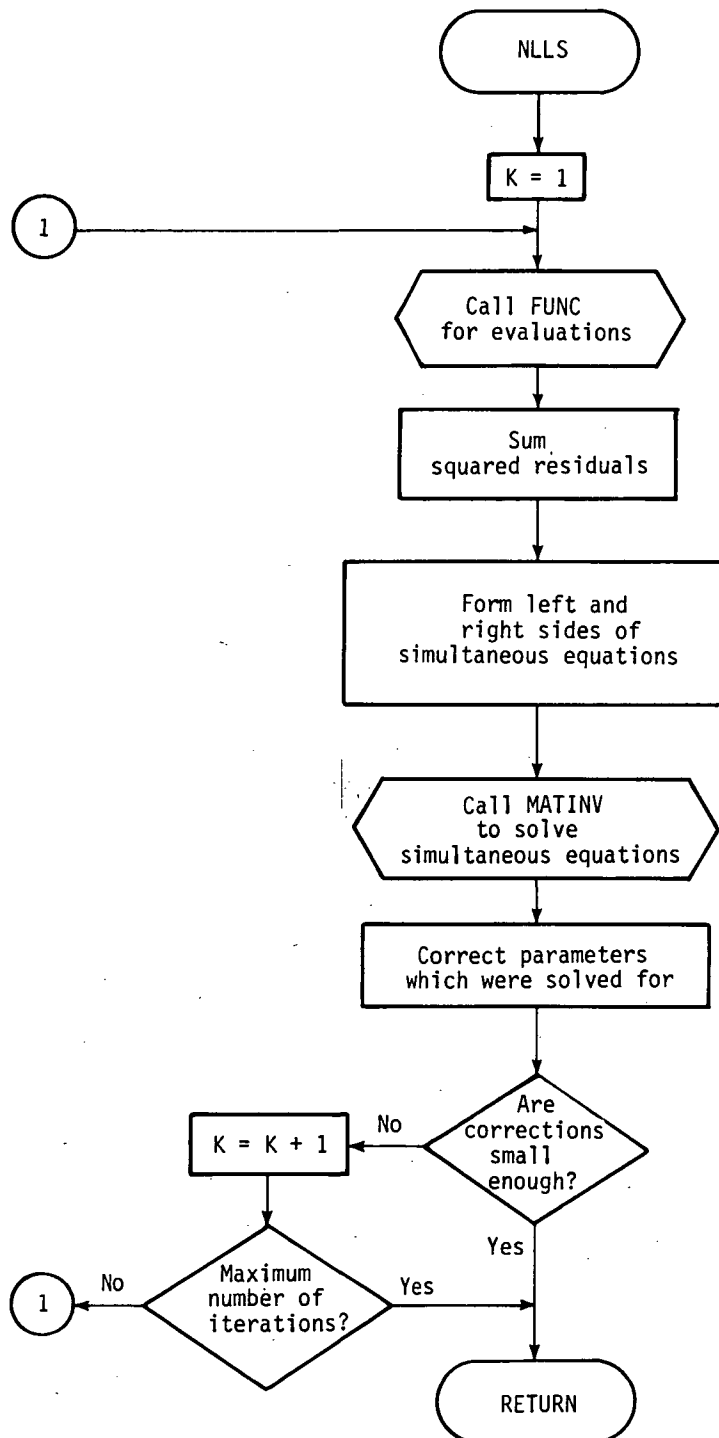 NLLS
K = 1
1
Call FUNC
for evaluations
Sum
squared residuals
Form left and
right sides of
simultaneous equations
Call MATINV
to solve
simultaneous equations
Correct parameters
which were solved for
Are
corrections
small
enough?
No
K = K + 1
Yes
Maximum
number of
iterations?
No
1
Yes
RETURN